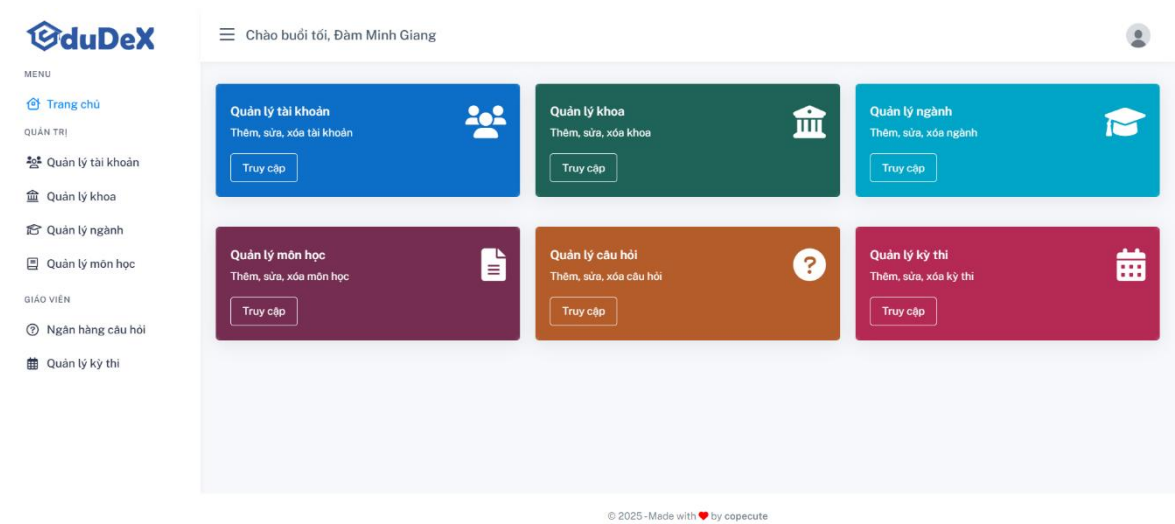 EduDeX
Chào buổi tối, Đàm Minh Giang
MENU
Trang chủ
QUẢN TRỊ
Quản lý tài khoản
Quản lý khoa
Quản lý ngành
Quản lý môn học
GIÁO VIÊN
Ngân hàng câu hỏi
Quản lý kỳ thi
Quản lý tài khoản
Thêm, sửa, xóa tài khoản
Truy cập
Quản lý khoa
Thêm, sửa, xóa khoa
Truy cập
Quản lý ngành
Thêm, sửa, xóa ngành
Truy cập
Quản lý môn học
Thêm, sửa, xóa môn học
Truy cập
Quản lý câu hỏi
Thêm, sửa, xóa câu hỏi
Truy cập
Quản lý kỳ thi
Thêm, sửa, xóa kỳ thi
Truy cập
© 2025 - Made with ❤ by copecute